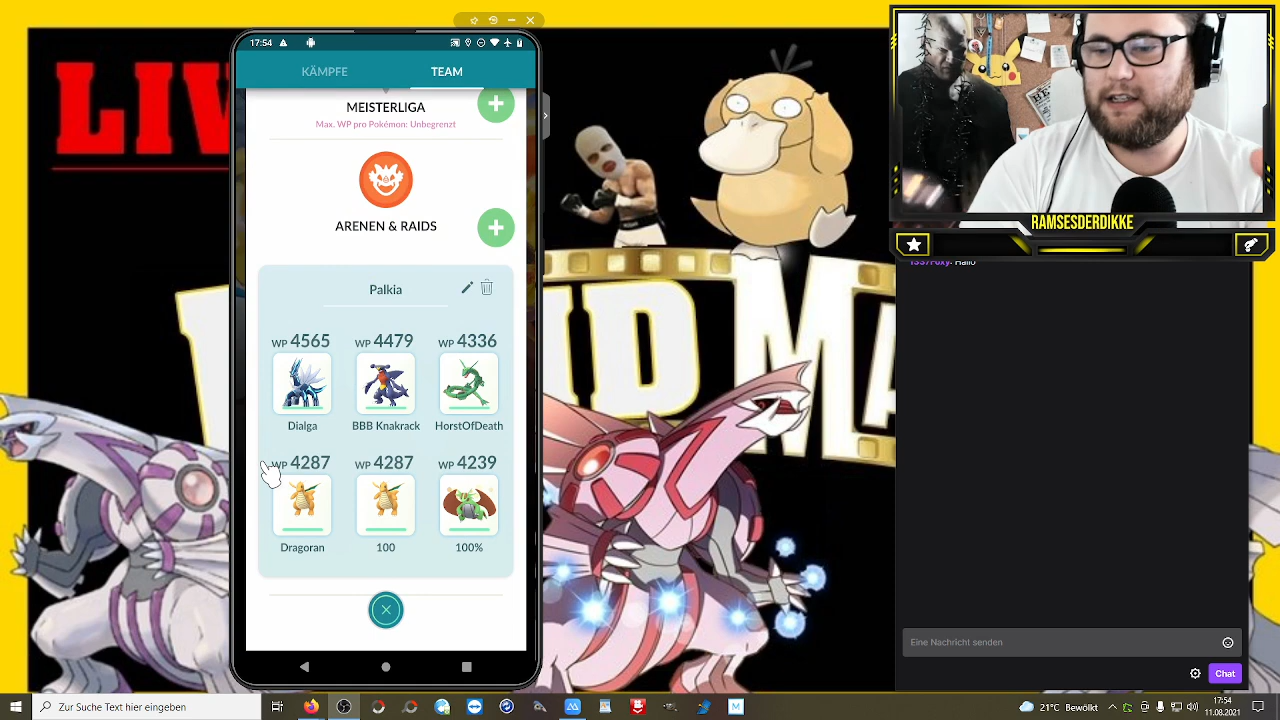 17:54
KÄMPFE
TEAM
MEISTERLIGA
Max. WP pro Pokémon: Unbegrenzt
ARENEN & RAIDS
Palkia
WP 4565
WP 4479
WP 4336
Dialga
BBB Knakrack
HorstOfDeath
WP 4287
WP 4287
WP 4239
Dragoran
100
100%
LIV
RAMSESDERDIKKE
1337Foxy: Hallo
Eine Nachricht senden
Chat
Zur Suche Text hier eingeben
17:54
11.08.2021